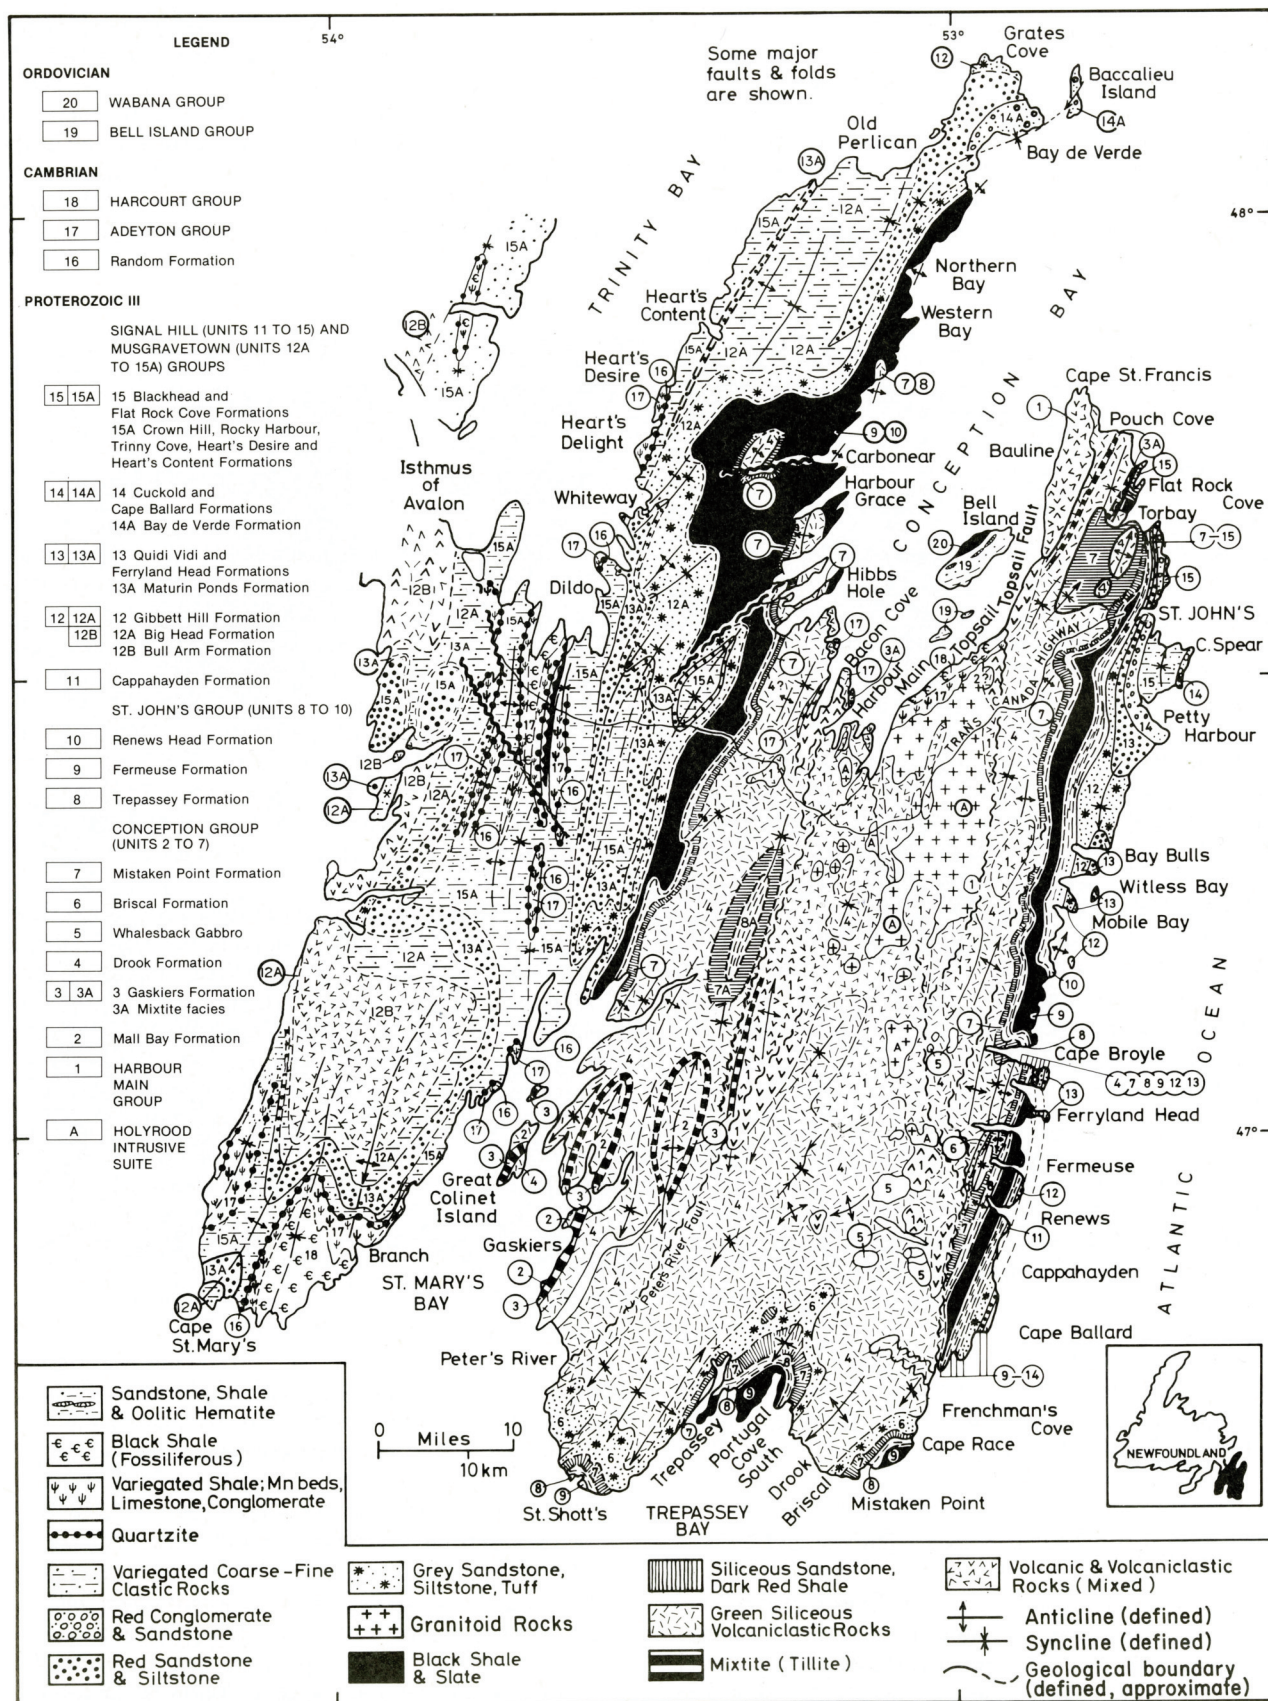 LEGEND
ORDOVICIAN
20 WABANA GROUP
19 BELL ISLAND GROUP
CAMBRIAN
18 HARCOURT GROUP
17 ADEYTON GROUP
16 Random Formation
PROTEROZOIC III
SIGNAL HILL (UNITS 11 TO 15) AND
MUSGRAVETOWN (UNITS 12A
TO 15A) GROUPS
15 15A 15 Blackhead and
Flat Rock Cove Formations
15A Crown Hill, Rocky Harbour,
Trinny Cove, Heart's Desire and
Heart's Content Formations
14 14A 14 Cuckold and
Cape Ballard Formations
14A Bay de Verde Formation
13 13A 13 Quidi Vidi and
Ferryland Head Formations
13A Maturin Ponds Formation
12 12A 12 Gibbett Hill Formation
12B 12A Big Head Formation
12B Bull Arm Formation
11 Cappahayden Formation
ST. JOHN'S GROUP (UNITS 8 TO 10)
10 Renews Head Formation
9 Fermeuse Formation
8 Trepassey Formation
CONCEPTION GROUP
(UNITS 2 TO 7)
7 Mistaken Point Formation
6 Briscal Formation
5 Whalesback Gabbro
4 Drook Formation
3 3A 3 Gaskiers Formation
3A Mixtite facies
2 Mall Bay Formation
1 HARBOUR
MAIN
GROUP
A HOLYROOD
INTRUSIVE
SUITE
54°
53°
48°
47°
Some major
faults & folds
are shown.
Grates
Cove
Baccalieu
Island
Bay de Verde
Old
Perlican
TRINITY BAY
Northern
Bay
Western
Bay
Heart's
Content
Heart's
Desire
Heart's
Delight
Carbonear
Harbour
Grace
CONCEPTION BAY
Cape St. Francis
Pouch Cove
Bauline
Flat Rock
Cove
Torbay
Bell
Island
Isthmus
of
Avalon
Whiteway
Dildo
Hibbs
Hole
Bacon Cove
Harbour Main
Topsail
Topsail Fault
TRANS CANADA HIGHWAY
ST. JOHN'S
C. Spear
Petty
Harbour
Bay Bulls
Witless Bay
Mobile Bay
Cape Broyle
4 7 8 9 12 13
Ferryland Head
Fermeuse
Renews
Cappahayden
Cape Ballard
9-14
7-15
ATLANTIC OCEAN
Great
Colinet
Island
Gaskiers
Branch
ST. MARY'S
BAY
Cape
St. Mary's
Peters River Fault
Peter's River
St. Shott's
Trepassey
Portugal
Cove
South
Drook
Briscal
TREPASSEY
BAY
Mistaken Point
Cape Race
Frenchman's
Cove
0 Miles 10
10 km
NEWFOUNDLAND
Sandstone, Shale
& Oolitic Hematite
Black Shale
(Fossiliferous)
Variegated Shale; Mn beds,
Limestone, Conglomerate
Quartzite
Variegated Coarse-Fine
Clastic Rocks
Red Conglomerate
& Sandstone
Red Sandstone
& Siltstone
Grey Sandstone,
Siltstone, Tuff
Granitoid Rocks
Black Shale
& Slate
Siliceous Sandstone,
Dark Red Shale
Green Siliceous
Volcaniclastic Rocks
Mixtite (Tillite)
Volcanic & Volcaniclastic
Rocks (Mixed)
Anticline (defined)
Syncline (defined)
Geological boundary
(defined, approximate)